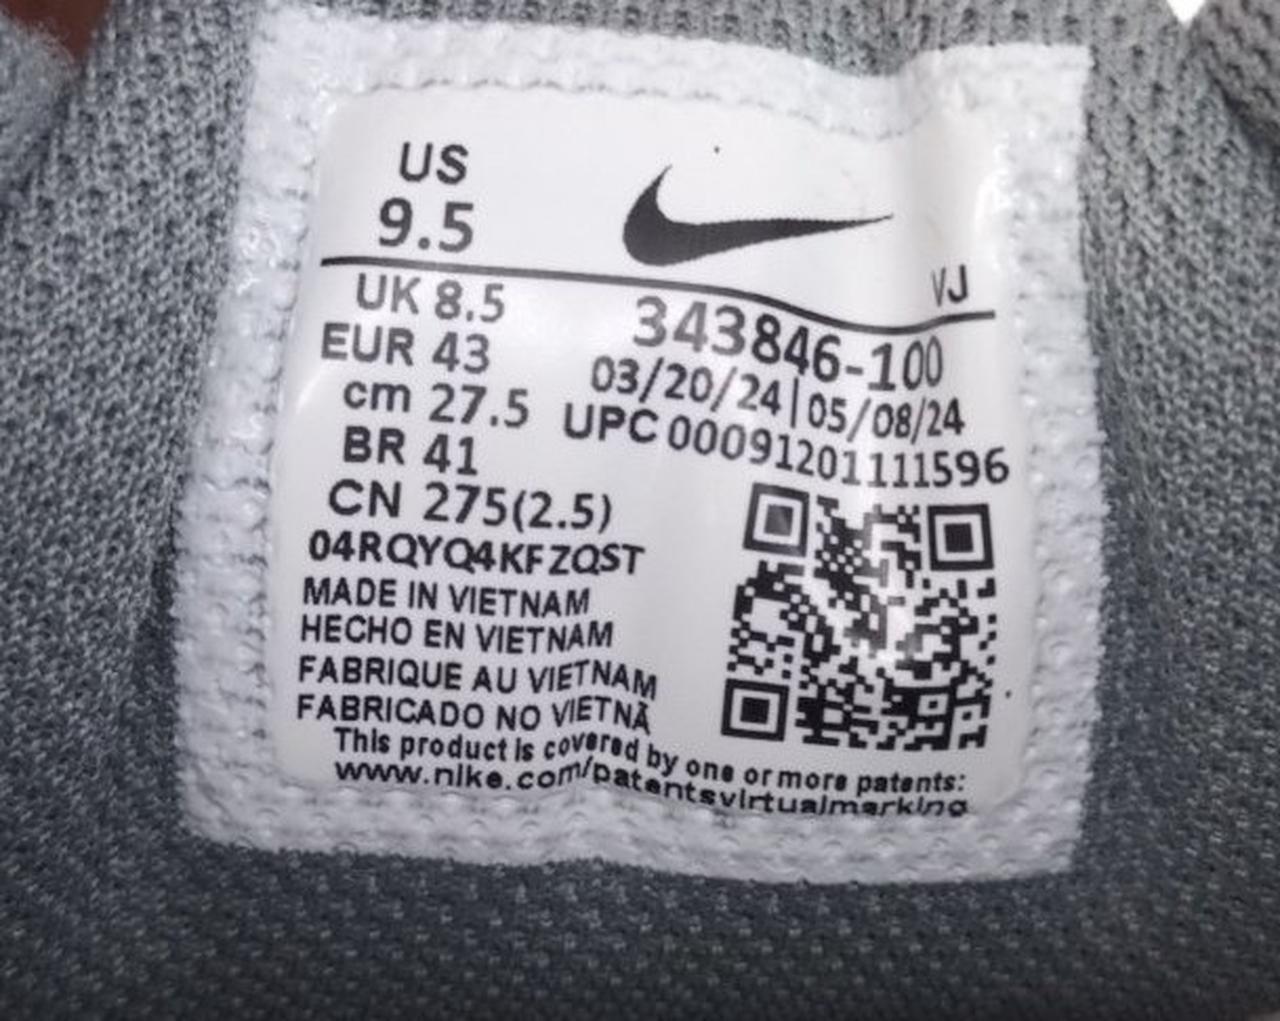 US
9.5
VJ
UK 8.5
EUR 43
cm 27.5
BR 41
CN 275(2.5)
343846-100
03/20/24|05/08/24
UPC 00091201111596
04RQYQ4KFZQST
MADE IN VIETNAM
HECHO EN VIETNAM
FABRIQUE AU VIETNAM
FABRICADO NO VIETNÃ
This product is covered by one or more patents:
www.nike.com/patentsvirtualmarking